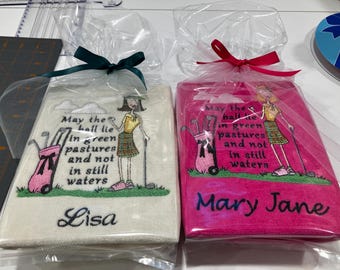 May the
ball lie
in green
pastures
and not
in still
waters
Lisa
May the
ball lie
in green
pastures
and not
in still
waters
Mary Jane